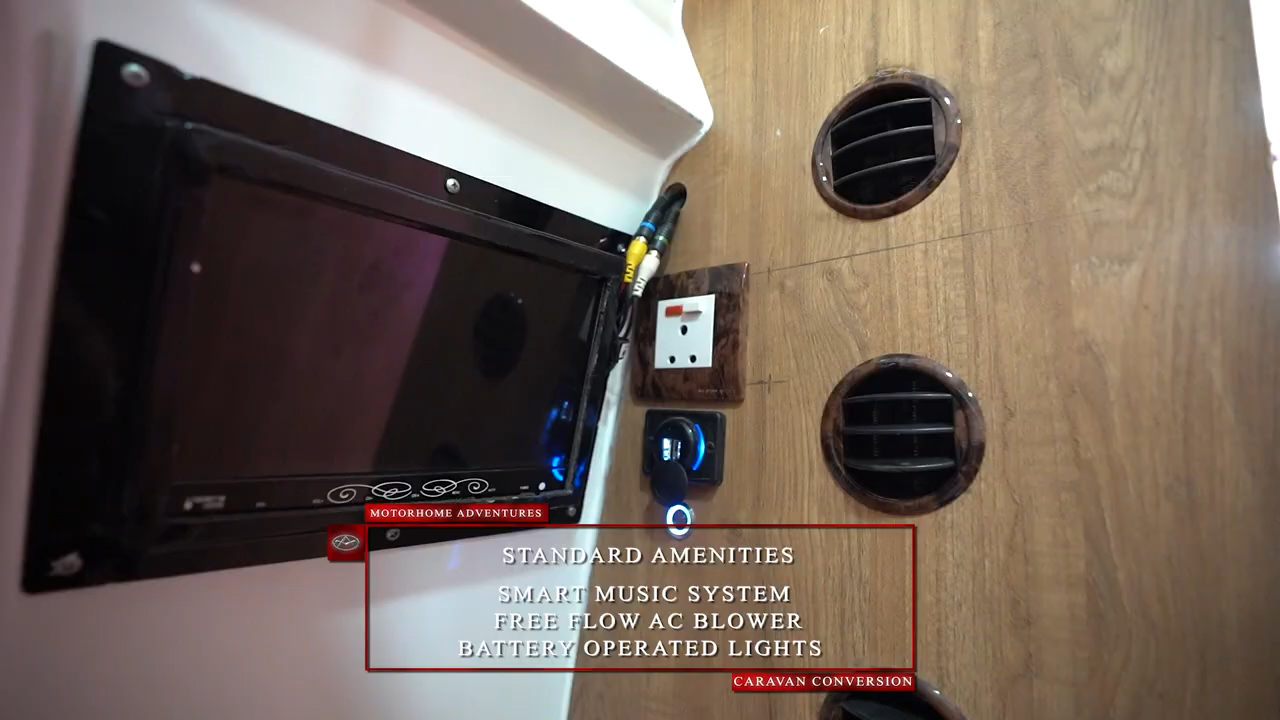 MOTORHOME ADVENTURES
STANDARD AMENITIES
SMART MUSIC SYSTEM
FREE FLOW AC BLOWER
BATTERY OPERATED LIGHTS
CARAVAN CONVERSION